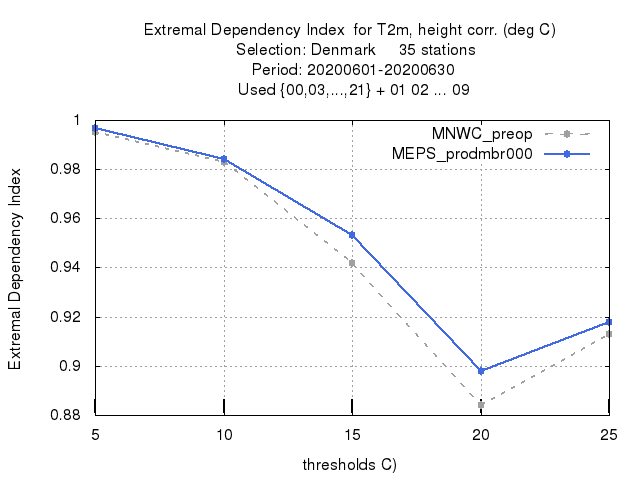 Extremal Dependency Index  for T2m, height corr. (deg C)
Selection: Denmark     35 stations
Period: 20200601-20200630
Used {00,03,...,21} + 01 02 ... 09
MNWC_preop
MEPS_prodmbr000
Extremal Dependency Index
1
0.98
0.96
0.94
0.92
0.9
0.88
5 10 15 20 25
thresholds C)